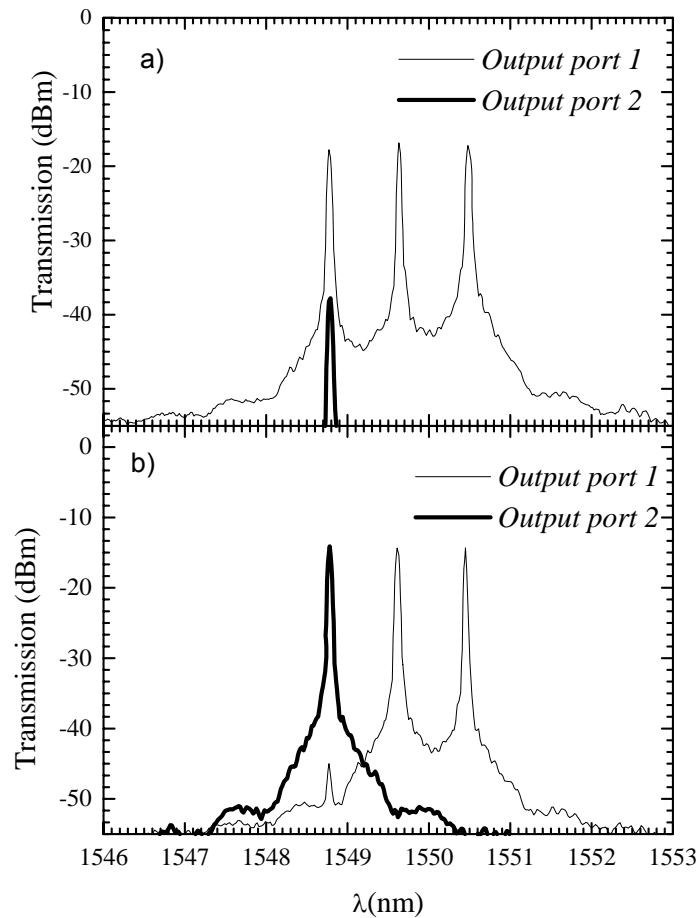 0
a)
Output port 1
Output port 2
-10
-20
-30
-40
-50
Transmission (dBm)
0
b)
Output port 1
Output port 2
-10
-20
-30
-40
-50
Transmission (dBm)
1546 1547 1548 1549 1550 1551 1552 1553
λ(nm)